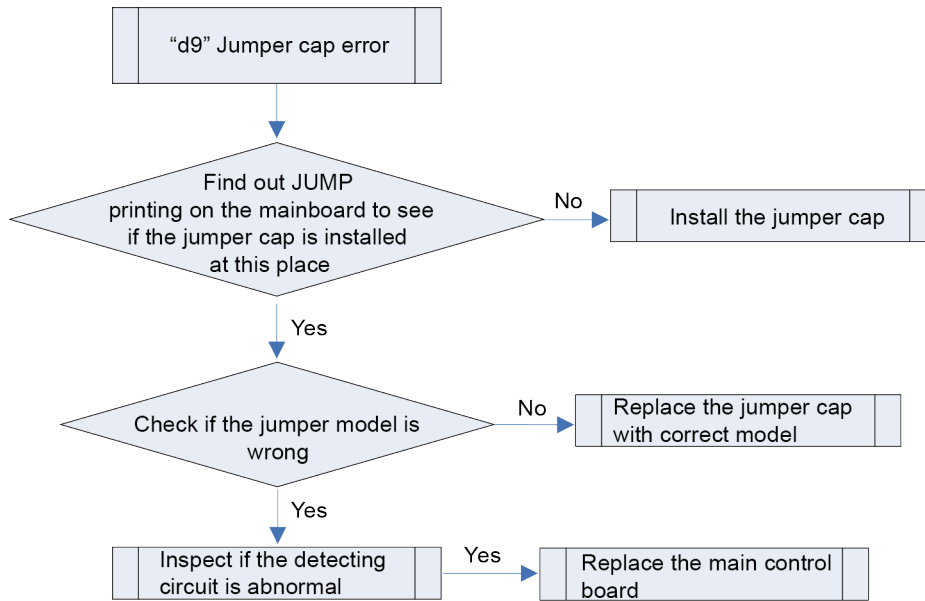 “d9” Jumper cap error
Find out JUMP
printing on the mainboard to see
if the jumper cap is installed
at this place
No
Install the jumper cap
Yes
Check if the jumper model is
wrong
No
Replace the jumper cap
with correct model
Yes
Inspect if the detecting
circuit is abnormal
Yes
Replace the main control
board